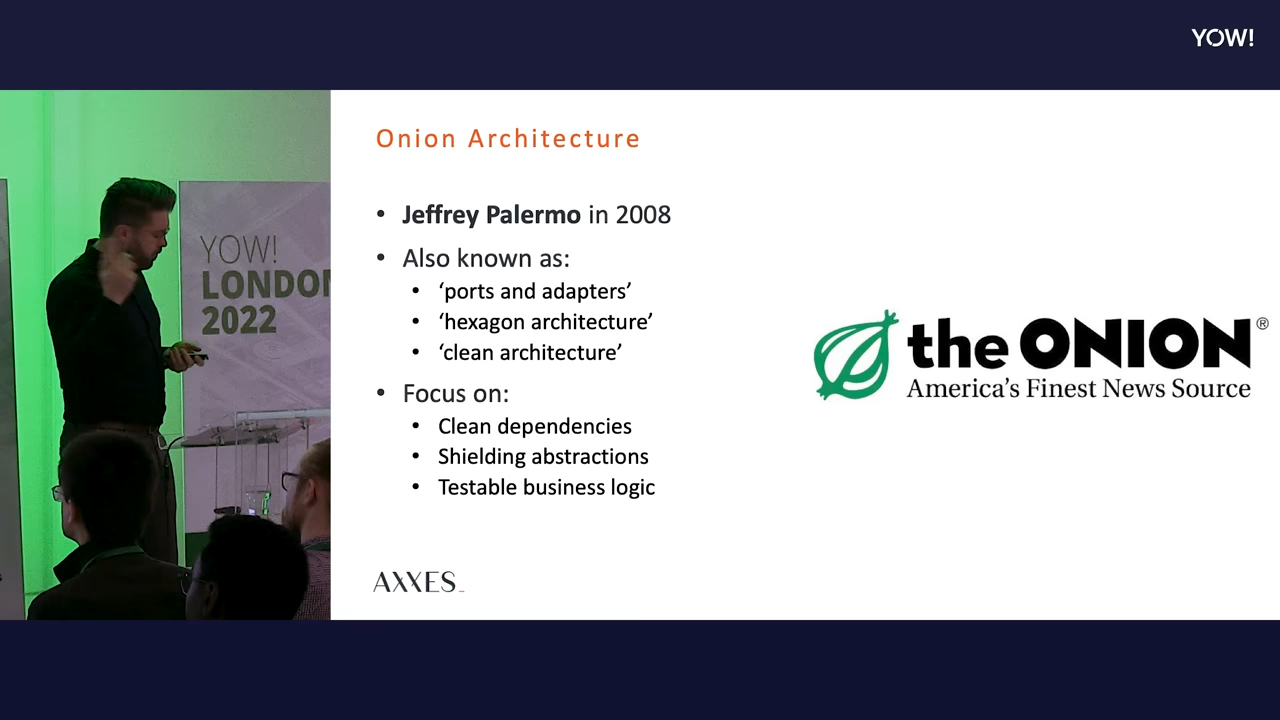 YOW!
Onion Architecture
• Jeffrey Palermo in 2008
• Also known as:
• ‘ports and adapters’
• ‘hexagon architecture’
• ‘clean architecture’
• Focus on:
• Clean dependencies
• Shielding abstractions
• Testable business logic
the ONION®
America's Finest News Source
AXXES_
YOW!
LONDON
2022